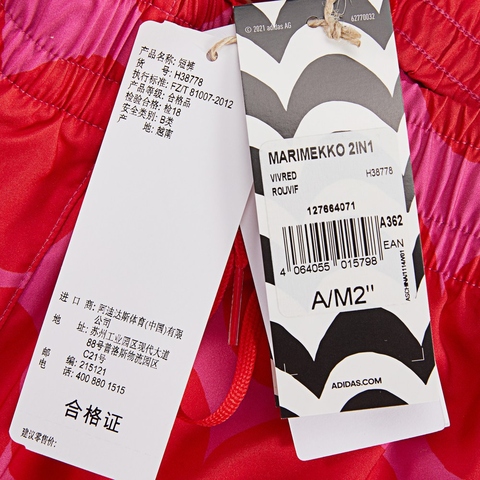 产品名称: 短裤
货 号: H38778
执行标准: FZ/T 81007-2012
产品等级: 合格品
检验合格: 检18
安全类别: B类
产 地: 越南
进 口 商: 阿迪达斯体育(中国)有限
公司
地 址: 苏州工业园区现代大道
88号普洛斯物流园区
C21号
邮 编: 215121
电 话: 400 880 1515
合格证
建议零售价:
© 2021 adidas AG
62770032
MARIMEKKO 2IN1
VIVRED
H38778
ROUVIF
127664071
A362
EAN
4 064055 015798
A/M2"
ADIDAS.COM